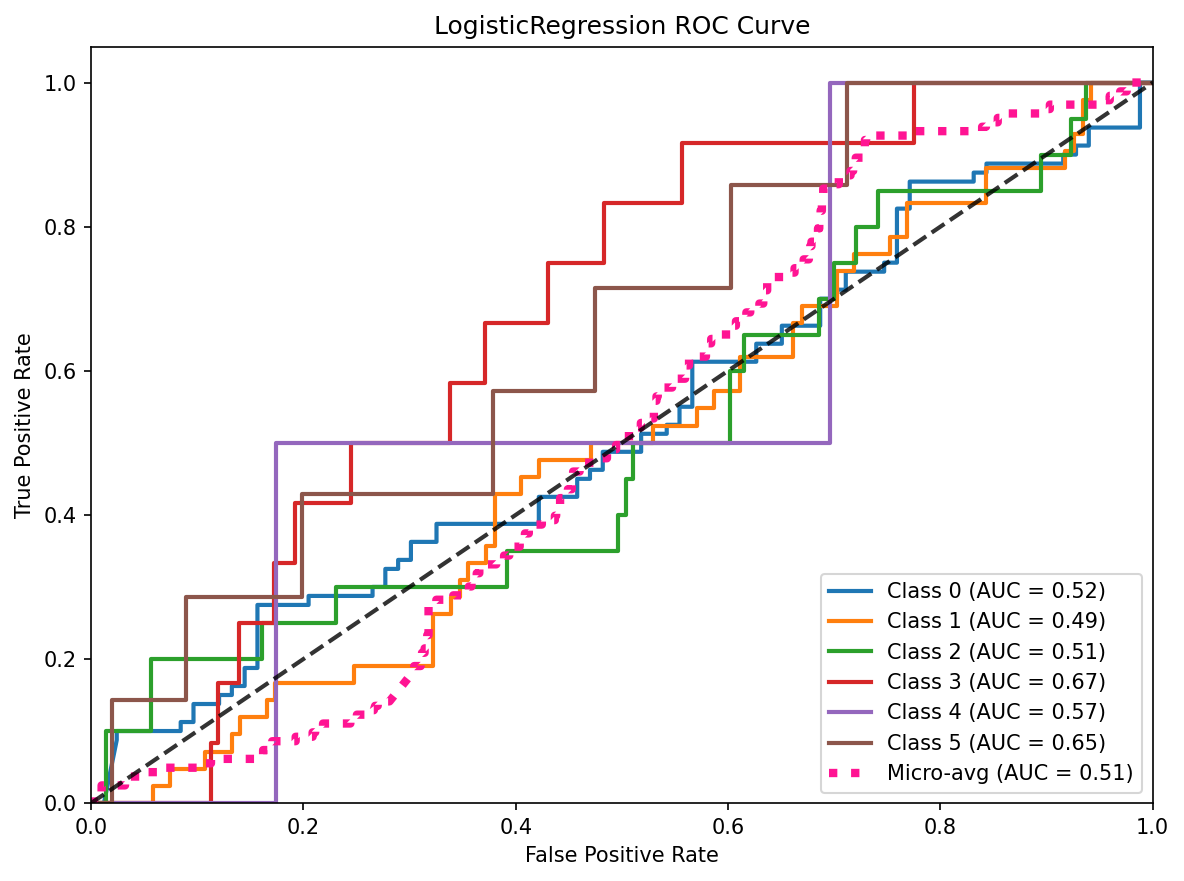 LogisticRegression ROC Curve
True Positive Rate
1.0
0.8
0.6
0.4
0.2
0.0
0.0 0.2 0.4 0.6 0.8 1.0
False Positive Rate
Class 0 (AUC = 0.52)
Class 1 (AUC = 0.49)
Class 2 (AUC = 0.51)
Class 3 (AUC = 0.67)
Class 4 (AUC = 0.57)
Class 5 (AUC = 0.65)
Micro-avg (AUC = 0.51)